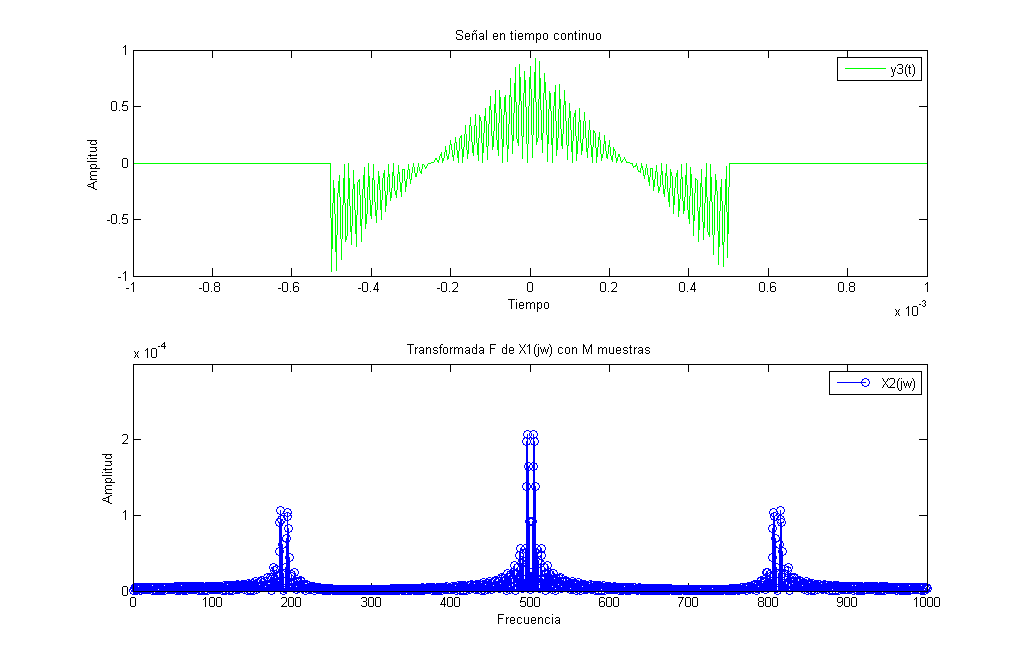 Señal en tiempo continuo
1
0.5
0
-0.5
-1
Amplitud
y3(t)
-1 -0.8 -0.6 -0.4 -0.2 0 0.2 0.4 0.6 0.8 1
Tiempo
x 10^-3
x 10^-4
Transformada F de X1(jw) con M muestras
2
1
0
Amplitud
X2(jw)
0 100 200 300 400 500 600 700 800 900 1000
Frecuencia